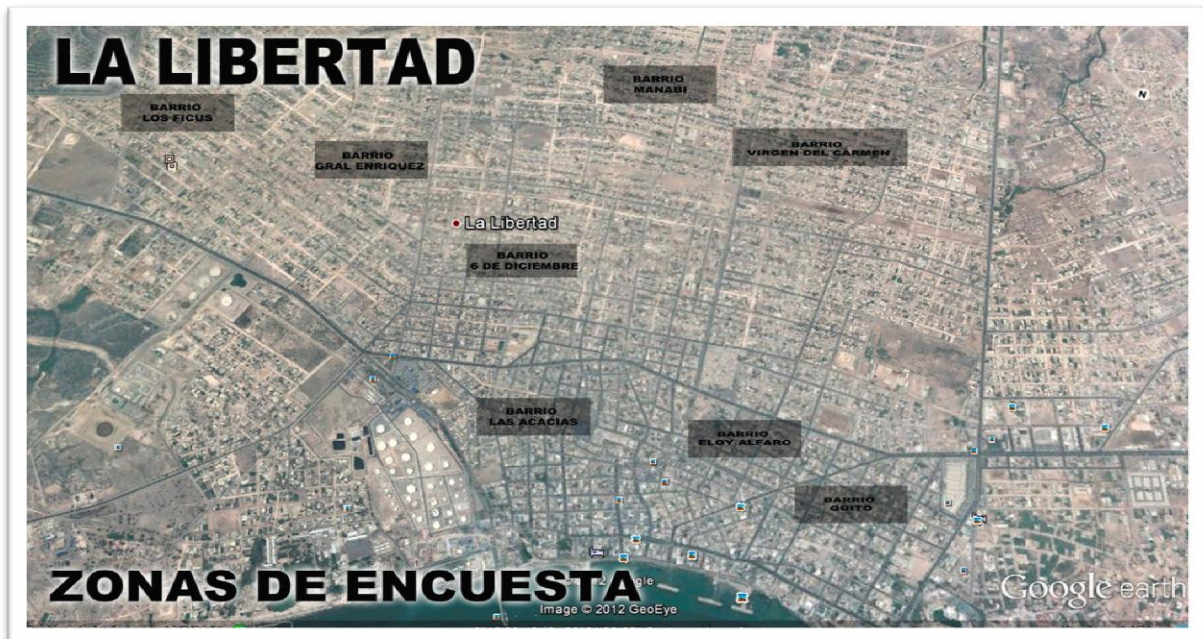 LA LIBERTAD
BARRIO
MANABI
BARRIO
LOS FICUS
BARRIO
VIRGEN DEL CARMEN
BARRIO
GRAL ENRIQUEZ
La Libertad
BARRIO
6 DE DICIEMBRE
BARRIO
LAS ACACIAS
BARRIO
ELOY ALFARO
BARRIO
QUITO
ZONAS DE ENCUESTA
Google earth
Image © 2012 GeoEye
N